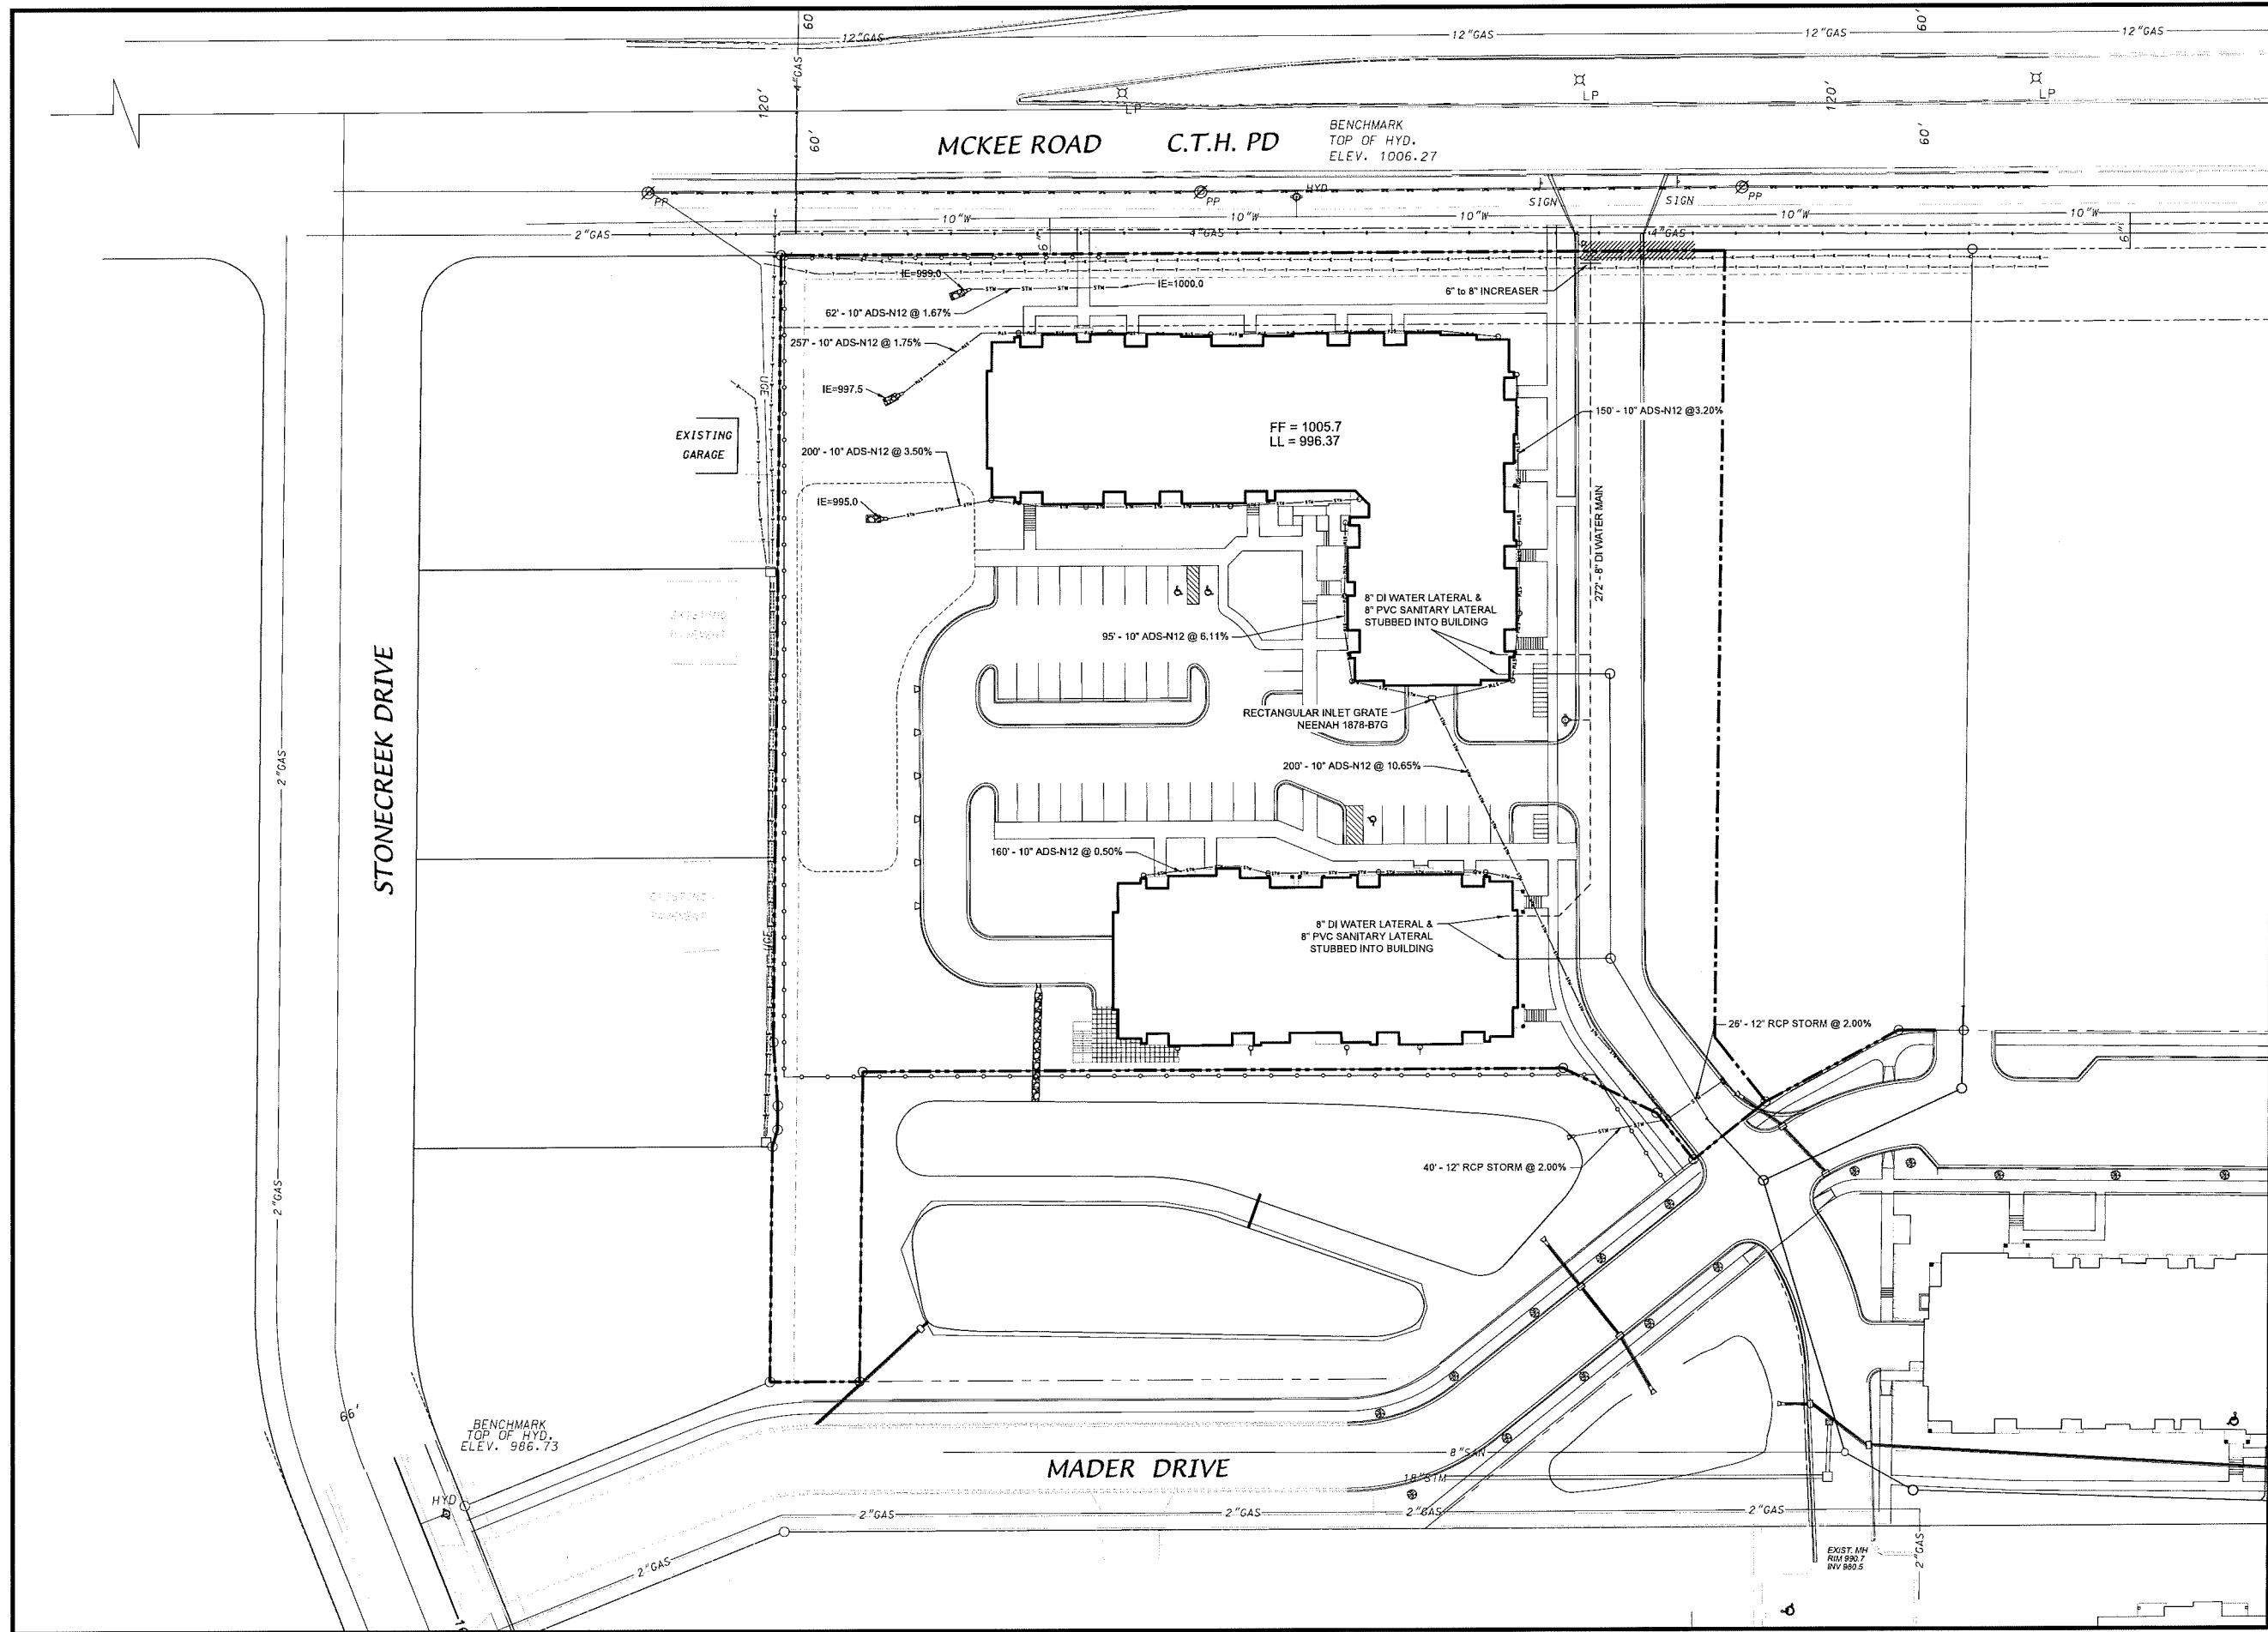 60
60'
12"GAS
12"GAS
12"GAS
12"GAS
4"GAS
120'
60'
LP
LP
LP
120'
60'
MCKEE ROAD C.T.H. PD
BENCHMARK
TOP OF HYD.
ELEV. 1006.27
PP
PP
HYD
SIGN
SIGN
PP
10"W
10"W
10"W
10"W
10"W
2"GAS
4"GAS
4"GAS
6"
6"
IE=999.0
IE=1000.0
6" to 8" INCREASER
62' - 10" ADS-N12 @ 1.67%
257' - 10" ADS-N12 @ 1.75%
UGE
IE=997.5
EXISTING
GARAGE
FF = 1005.7
LL = 996.37
150' - 10" ADS-N12 @3.20%
200' - 10" ADS-N12 @ 3.50%
IE=995.0
272' - 8" DI WATER MAIN
8" DI WATER LATERAL &
8" PVC SANITARY LATERAL
STUBBED INTO BUILDING
EXISTING
PAVEMENT
95' - 10" ADS-N12 @ 6.11%
STONECREEK DRIVE
2"GAS
RECTANGULAR INLET GRATE
NEENAH 1878-B7G
200' - 10" ADS-N12 @ 10.65%
160' - 10" ADS-N12 @ 0.50%
EXISTING
PAVEMENT
UGE
8" DI WATER LATERAL &
8" PVC SANITARY LATERAL
STUBBED INTO BUILDING
26' - 12" RCP STORM @ 2.00%
40' - 12" RCP STORM @ 2.00%
2"GAS
66'
BENCHMARK
TOP OF HYD.
ELEV. 986.73
HYD
MADER DRIVE
8"SAN
18"STM
2"GAS
2"GAS
2"GAS
2"GAS
2"GAS
2"GAS
EXIST. MH
RIM 990.7
INV 980.5